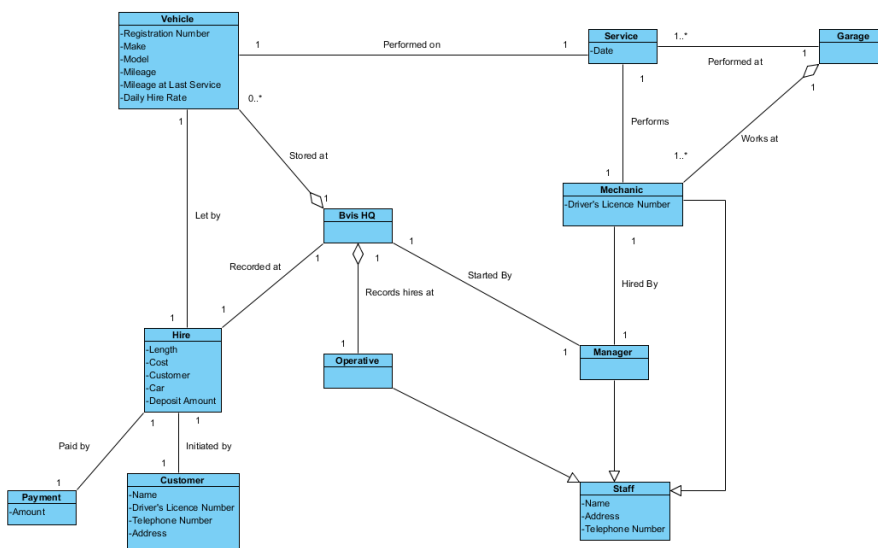 Vehicle
-Registration Number
-Make
-Model
-Mileage
-Mileage at Last Service
-Daily Hire Rate
1
Performed on
1
Service
-Date
1..*
Performed at
1
Garage
1
Performs
1
1
Works at
1..*
Mechanic
-Driver's Licence Number
0..*
Stored at
1
Bvis HQ
1
Let by
1
1
Recorded at
1
1
Records hires at
1
1
Started By
1
1
Hired By
1
Hire
-Length
-Cost
-Customer
-Car
-Deposit Amount
Operative
Manager
1
Paid by
1
1
Initiated by
1
Payment
-Amount
Customer
-Name
-Driver's Licence Number
-Telephone Number
-Address
Staff
-Name
-Address
-Telephone Number